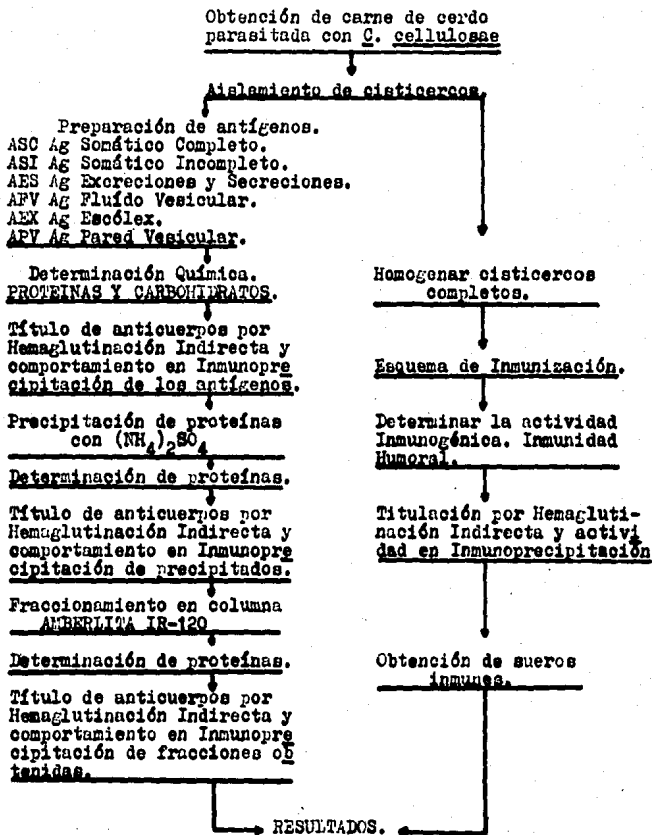 Obtención de carne de cerdo
parasitada con C. cellulosae
Aislamiento de cisticercos.
Preparación de antígenos.
ASC Ag Somático Completo.
ASI Ag Somático Incompleto.
AES Ag Excreciones y Secreciones.
AFV Ag Fluído Vesicular.
AEX Ag Escólex.
APV Ag Pared Vesicular.
Determinación Química.
PROTEINAS Y CARBOHIDRATOS.
Título de anticuerpos por
Hemaglutinación Indirecta y
comportamiento en Inmunopre
cipitación de los antígenos.
Precipitación de proteínas
con (NH4)2SO4
Determinación de proteínas.
Título de anticuerpos por
Hemaglutinación Indirecta y
comportamiento en Inmunopre
cipitación de precipitados.
Fraccionamiento en columna
AMBERLITA IR-120
Determinación de proteínas.
Título de anticuerpos por
Hemaglutinación Indirecta y
comportamiento en Inmunopre
cipitación de fracciones ob
tenidas.
Homogenar cisticercos
completos.
Esquema de Inmunización.
Determinar la actividad
Inmunogénica. Inmunidad
Humoral.
Titulación por Hemagluti-
nación Indirecta y activi
dad en Inmunoprecipitación
Obtención de sueros
inmunes.
RESULTADOS.